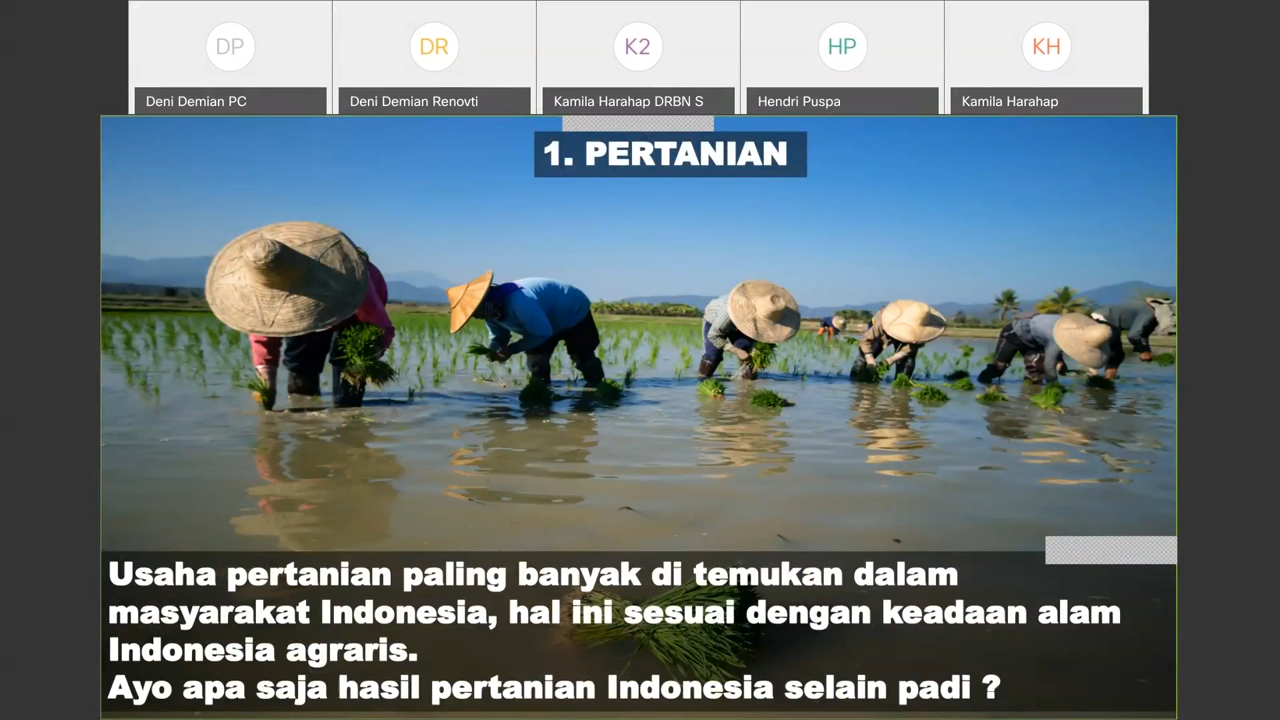 DP
DR
K2
HP
KH
Deni Demian PC
Deni Demian Renovti
Kamila Harahap DRBN S
Hendri Puspa
Kamila Harahap
1. PERTANIAN
Usaha pertanian paling banyak di temukan dalam
masyarakat Indonesia, hal ini sesuai dengan keadaan alam
Indonesia agraris.
Ayo apa saja hasil pertanian Indonesia selain padi ?